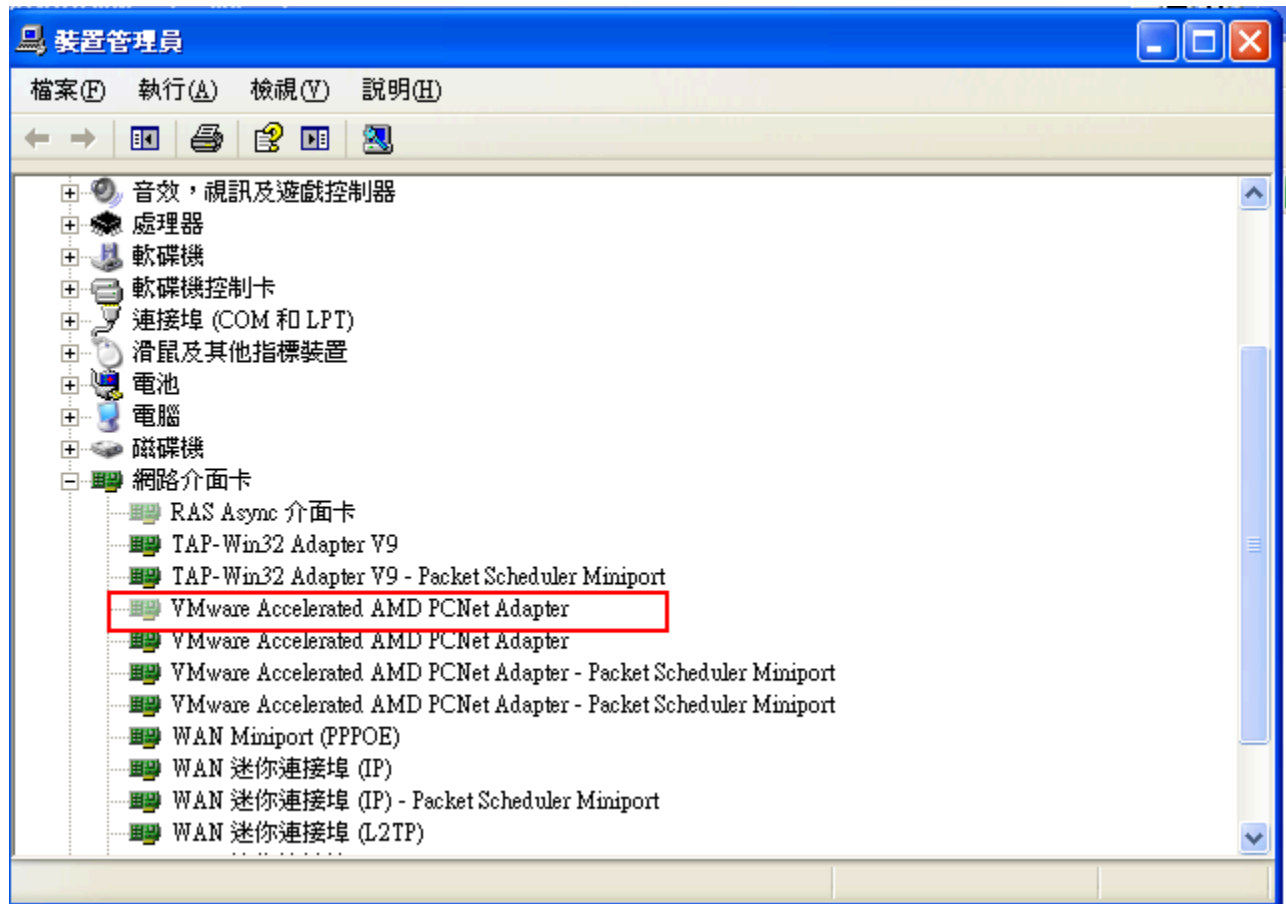 裝置管理員
檔案(F) 執行(A) 檢視(V) 說明(H)
音效，視訊及遊戲控制器
處理器
軟碟機
軟碟機控制卡
連接埠 (COM 和 LPT)
滑鼠及其他指標裝置
電池
電腦
磁碟機
網路介面卡
RAS Async 介面卡
TAP-Win32 Adapter V9
TAP-Win32 Adapter V9 - Packet Scheduler Miniport
VMware Accelerated AMD PCNet Adapter
VMware Accelerated AMD PCNet Adapter
VMware Accelerated AMD PCNet Adapter - Packet Scheduler Miniport
VMware Accelerated AMD PCNet Adapter - Packet Scheduler Miniport
WAN Miniport (PPPOE)
WAN 迷你連接埠 (IP)
WAN 迷你連接埠 (IP) - Packet Scheduler Miniport
WAN 迷你連接埠 (L2TP)